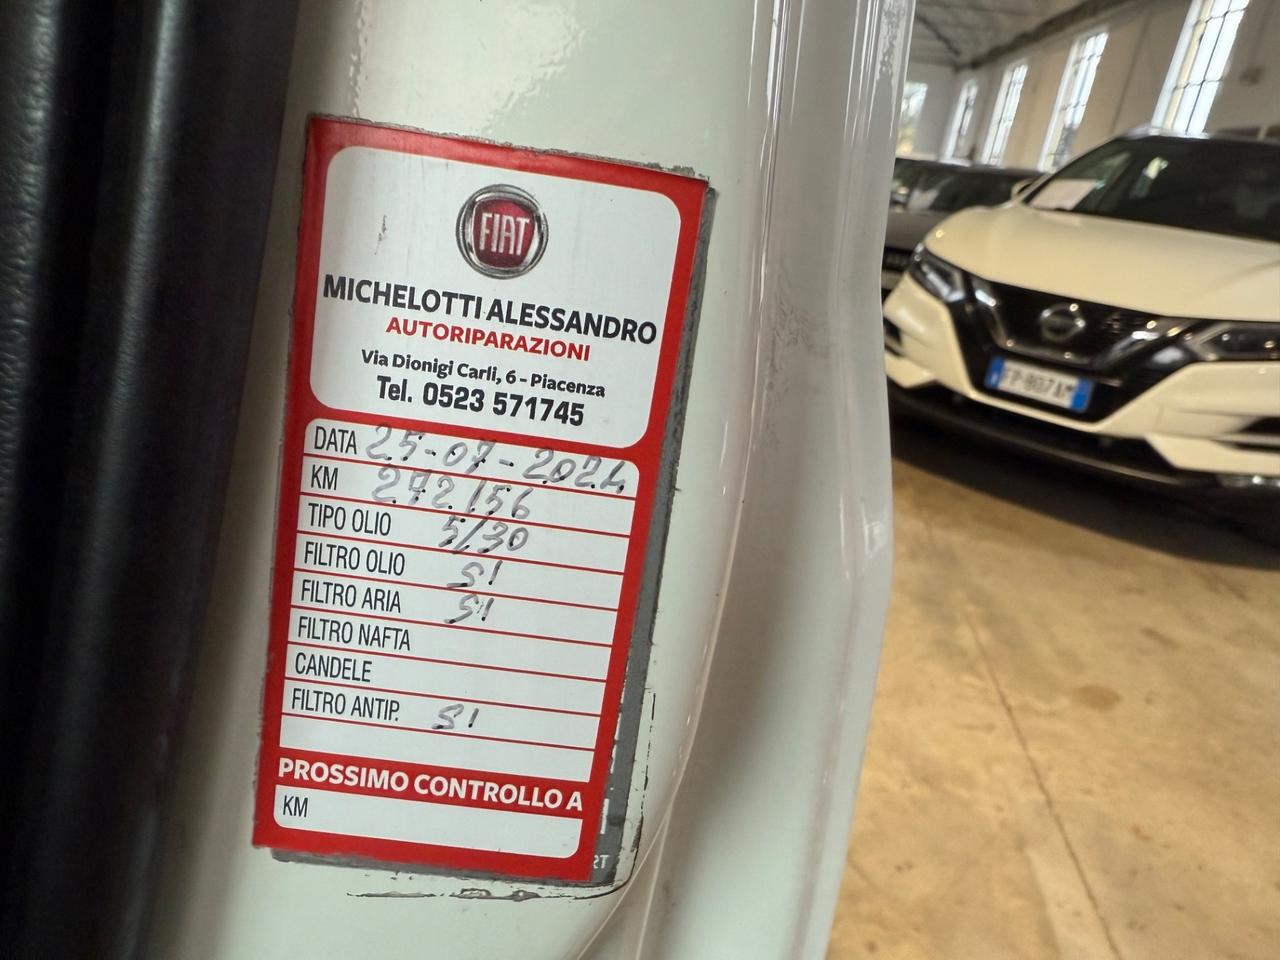 FIAT
MICHELOTTI ALESSANDRO
AUTORIPARAZIONI
Via Dionigi Carli, 6 - Piacenza
Tel. 0523 571745
DATA 25-07-2024
KM 272.156
TIPO OLIO 5/30
FILTRO OLIO SI
FILTRO ARIA SI
FILTRO NAFTA
CANDELE
FILTRO ANTIP. SI
PROSSIMO CONTROLLO A
KM